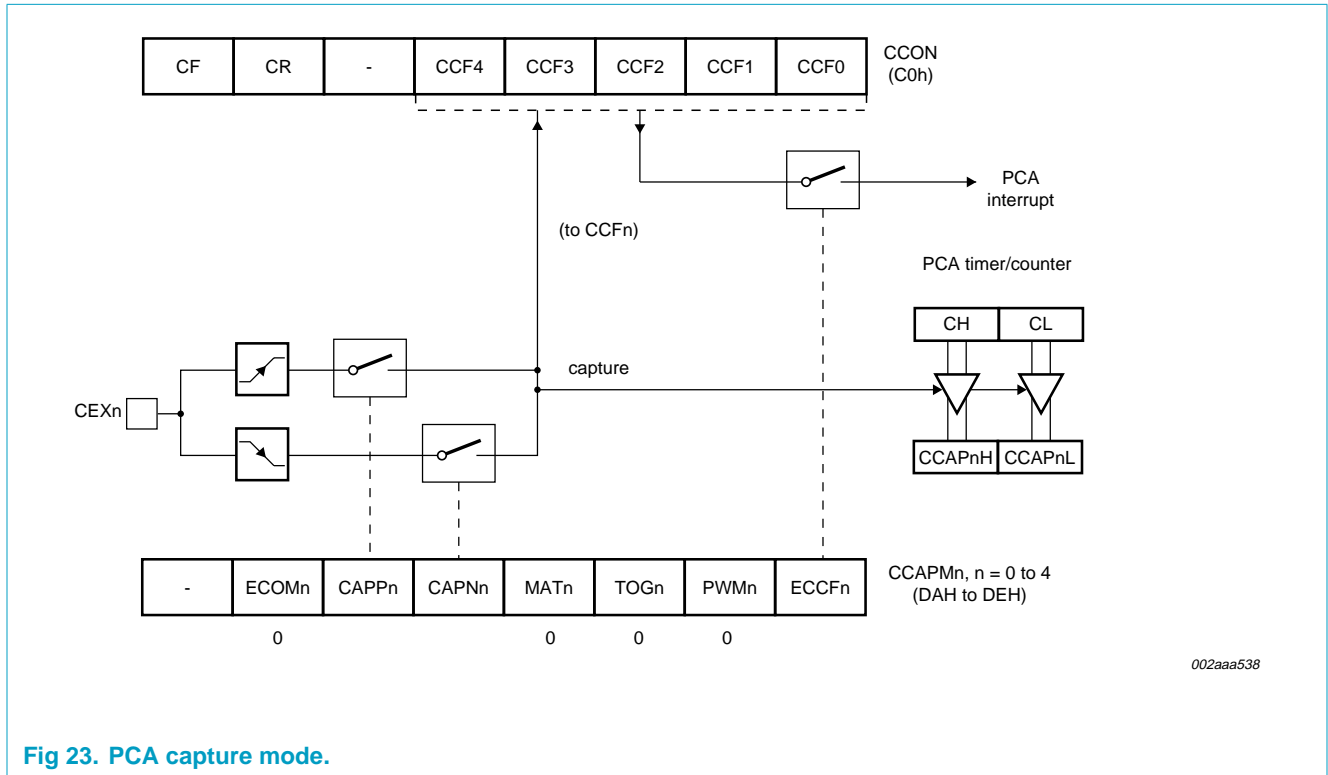 CF CR - CCF4 CCF3 CCF2 CCF1 CCF0
CCON
(C0h)
PCA
interrupt
(to CCFn)
PCA timer/counter
CH CL
capture
CEXn
CCAPnH CCAPnL
- ECOMn CAPPn CAPNn MATn TOGn PWMn ECCFn
CCAPMn, n = 0 to 4
(DAH to DEH)
0 0 0 0
002aaa538
Fig 23. PCA capture mode.